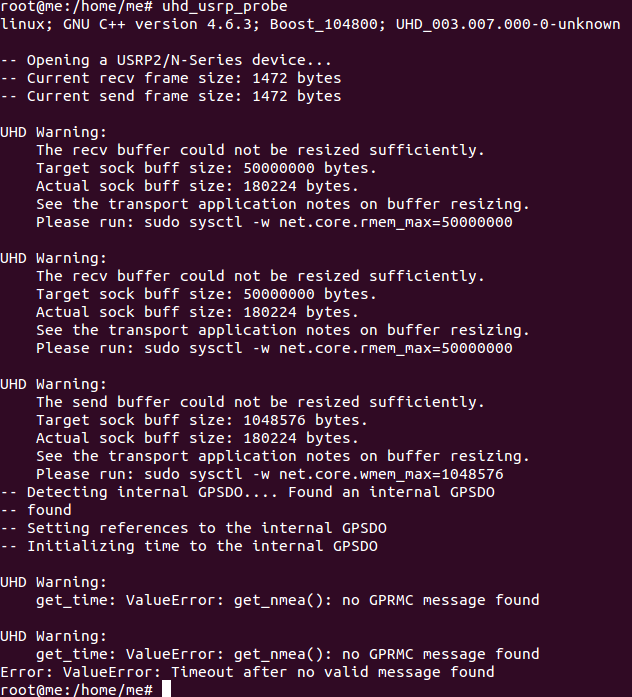 root@me:/home/me# uhd_usrp_probe
linux; GNU C++ version 4.6.3; Boost_104800; UHD_003.007.000-0-unknown
-- Opening a USRP2/N-Series device...
-- Current recv frame size: 1472 bytes
-- Current send frame size: 1472 bytes
UHD Warning:
The recv buffer could not be resized sufficiently.
Target sock buff size: 50000000 bytes.
Actual sock buff size: 180224 bytes.
See the transport application notes on buffer resizing.
Please run: sudo sysctl -w net.core.rmem_max=50000000
UHD Warning:
The recv buffer could not be resized sufficiently.
Target sock buff size: 50000000 bytes.
Actual sock buff size: 180224 bytes.
See the transport application notes on buffer resizing.
Please run: sudo sysctl -w net.core.rmem_max=50000000
UHD Warning:
The send buffer could not be resized sufficiently.
Target sock buff size: 1048576 bytes.
Actual sock buff size: 180224 bytes.
See the transport application notes on buffer resizing.
Please run: sudo sysctl -w net.core.wmem_max=1048576
-- Detecting internal GPSDO.... Found an internal GPSDO
-- found
-- Setting references to the internal GPSDO
-- Initializing time to the internal GPSDO
UHD Warning:
get_time: ValueError: get_nmea(): no GPRMC message found
UHD Warning:
get_time: ValueError: get_nmea(): no GPRMC message found
Error: ValueError: Timeout after no valid message found
root@me:/home/me#